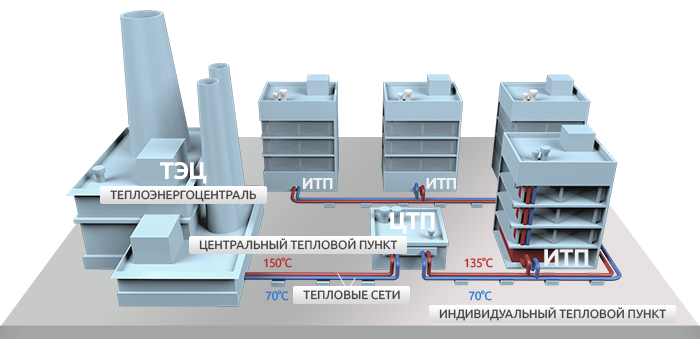 ТЭЦ
ТЕПЛОЭНЕРГОЦЕНТРАЛЬ
ИТП
ИТП
ЦТП
ЦЕНТРАЛЬНЫЙ ТЕПЛОВОЙ ПУНКТ
ИТП
150°C
135°C
70°C
ТЕПЛОВЫЕ СЕТИ
70°C
ИНДИВИДУАЛЬНЫЙ ТЕПЛОВОЙ ПУНКТ